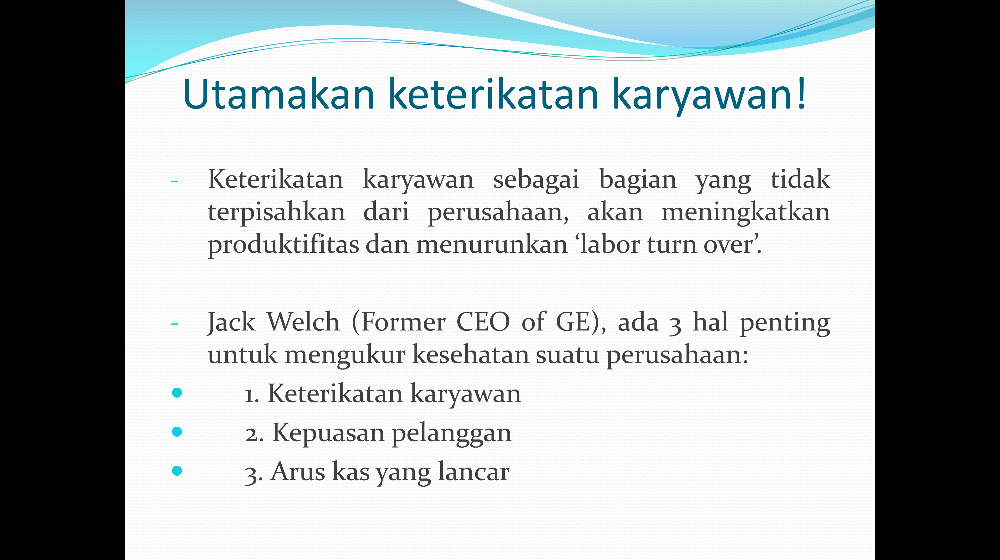 Utamakan keterikatan karyawan!
- Keterikatan karyawan sebagai bagian yang tidak
terpisahkan dari perusahaan, akan meningkatkan
produktifitas dan menurunkan ‘labor turn over’.
- Jack Welch (Former CEO of GE), ada 3 hal penting
untuk mengukur kesehatan suatu perusahaan:
• 1. Keterikatan karyawan
• 2. Kepuasan pelanggan
• 3. Arus kas yang lancar